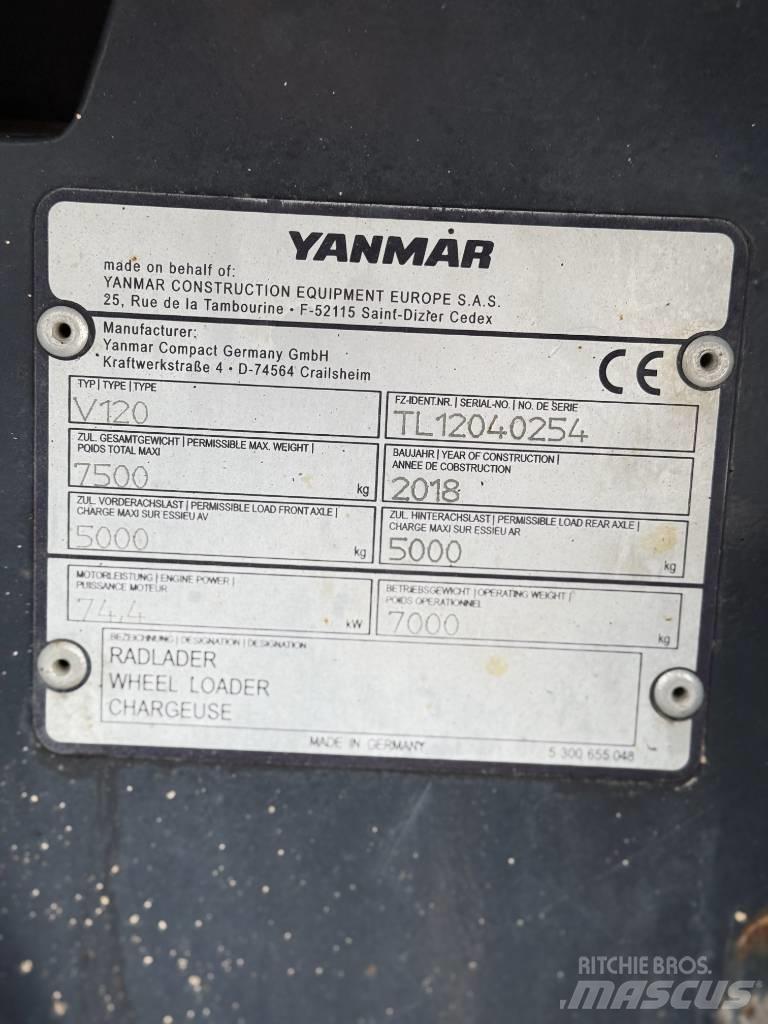 YANMAR
made on behalf of:
YANMAR CONSTRUCTION EQUIPMENT EUROPE S.A.S.
25, Rue de la Tambourine • F-52115 Saint-Dizier Cedex
Manufacturer:
Yanmar Compact Germany GmbH
Kraftwerkstraße 4 • D-74564 Crailsheim
CE
TYP | TYPE | TYPE
V120
FZ-IDENT.NR. | SERIAL-NO. | NO. DE SERIE
TL12040254
ZUL. GESAMTGEWICHT | PERMISSIBLE MAX. WEIGHT |
POIDS TOTAL MAXI
7500 kg
BAUJAHR | YEAR OF CONSTRUCTION |
ANNEE DE COBSTRUCTION
2018
ZUL. VORDERACHSLAST | PERMISSIBLE LOAD FRONT AXLE |
CHARGE MAXI SUR ESSIEU AV
5000 kg
ZUL. HINTERACHSLAST | PERMISSIBLE LOAD REAR AXLE |
CHARGE MAXI SUR ESSIEU AR
5000 kg
MOTORLEISTUNG | ENGINE POWER |
PUISSANCE MOTEUR
74,4 kW
BETRIEBSGEWICHT | OPERATING WEIGHT |
POIDS OPERATIONNEL
7000 kg
BEZEICHNUNG | DESIGNATION | DESIGNATION
RADLADER
WHEEL LOADER
CHARGEUSE
MADE IN GERMANY
5 300 655 048
RITCHIE BROS.
MASCUS